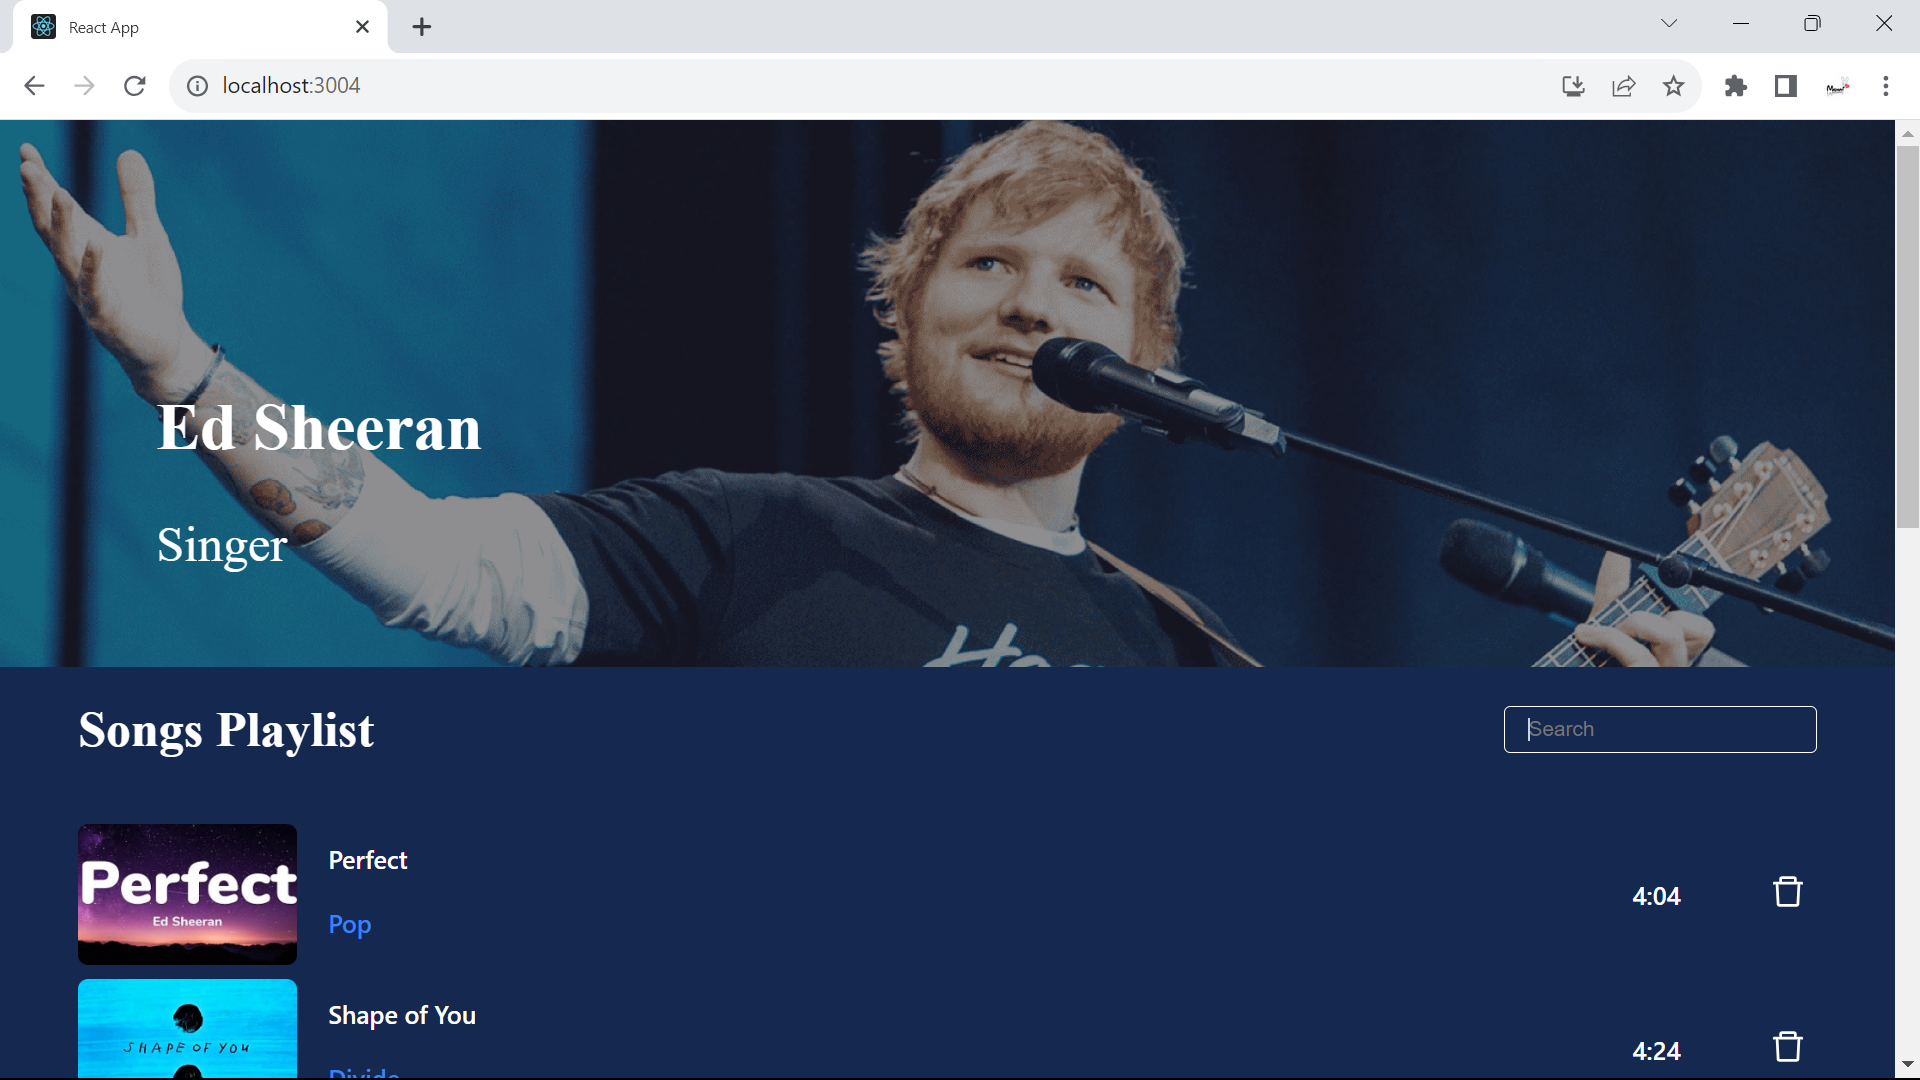 React App
localhost:3004
Ed Sheeran
Singer
Songs Playlist
Search
Perfect
Ed Sheeran
Perfect
Pop
4:04
SHAPE OF YOU
Shape of You
Divide
4:24